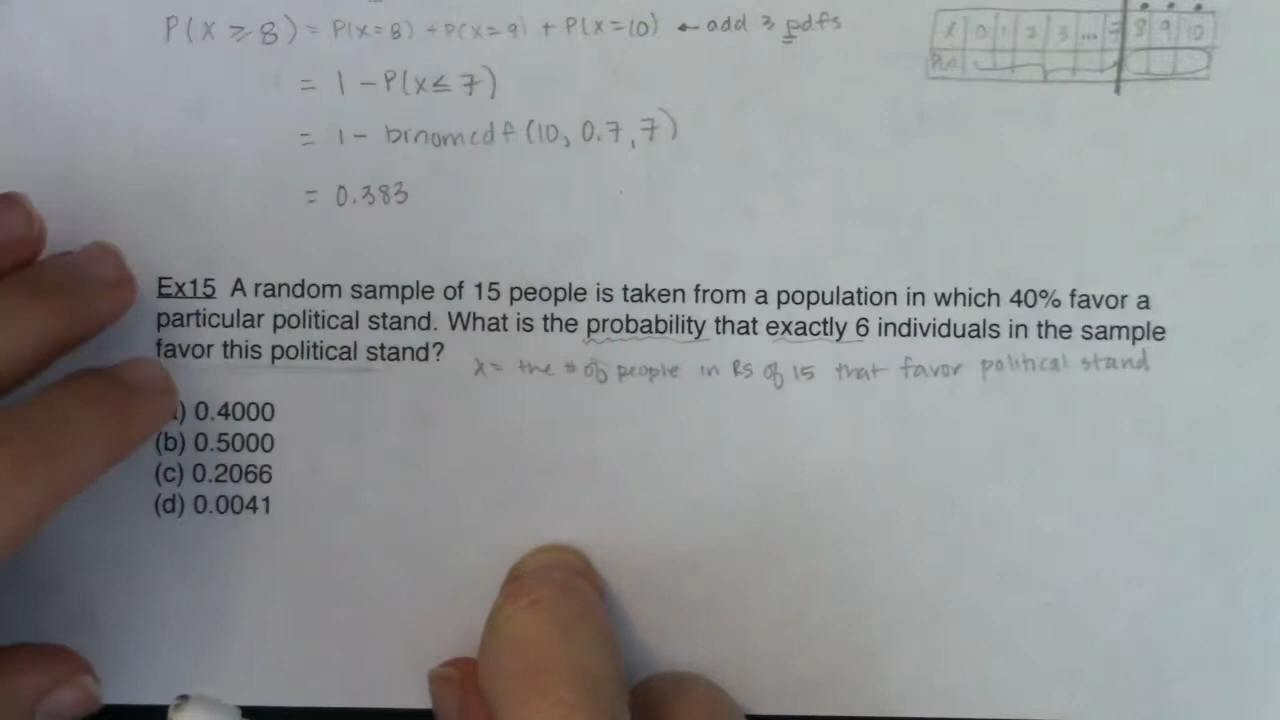 P(X ≥ 8) = P(X=8) + P(X=9) + P(X=10) ← add 3 pdfs
= 1 - P(X ≤ 7)
= 1 - binomcdf(10, 0.7, 7)
= 0.383
X 0 1 2 3 ... 7 8 9 10
Ex15 A random sample of 15 people is taken from a population in which 40% favor a
particular political stand. What is the probability that exactly 6 individuals in the sample
favor this political stand?
X = the # of people in RS of 15 that favor political stand
) 0.4000
(b) 0.5000
(c) 0.2066
(d) 0.0041